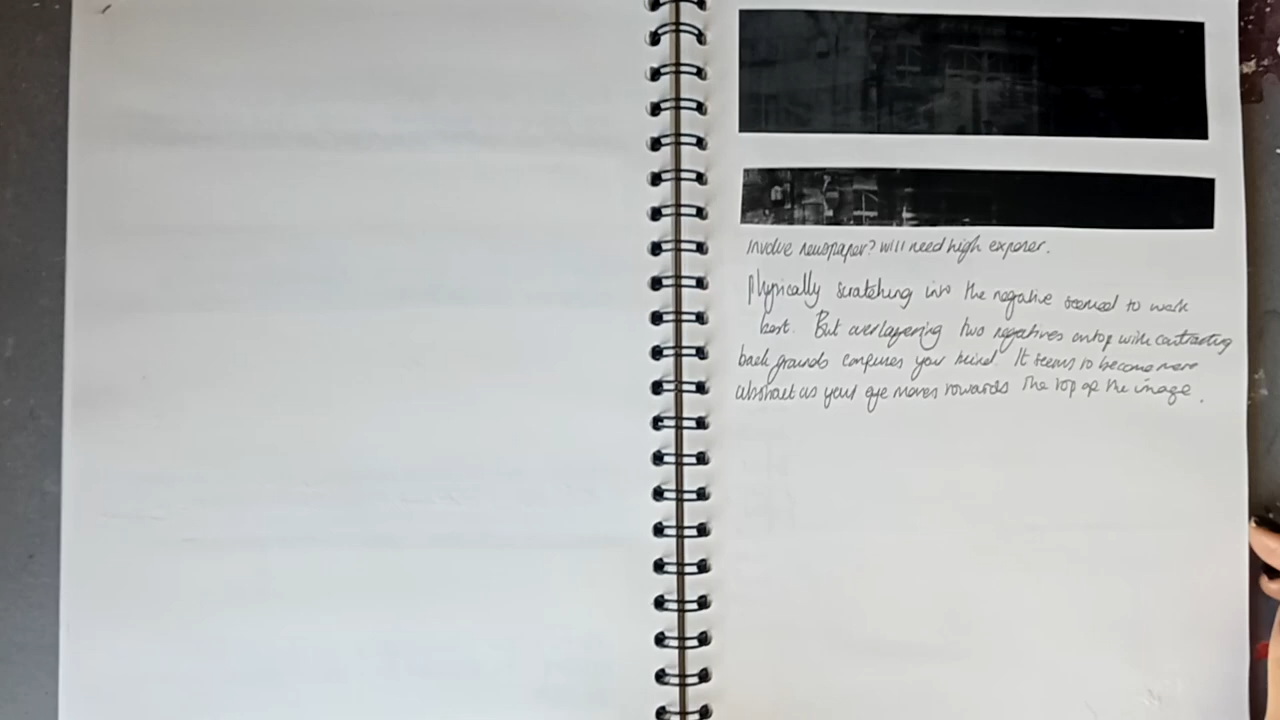 Involve newspaper? will need high exposer.
Physically scratching into the negative seemed to work
best. But overlayering two negatives ontop with contrasting
back grounds confuses your mind. It seems to become more
abstract as your eye moves towards the top of the image.